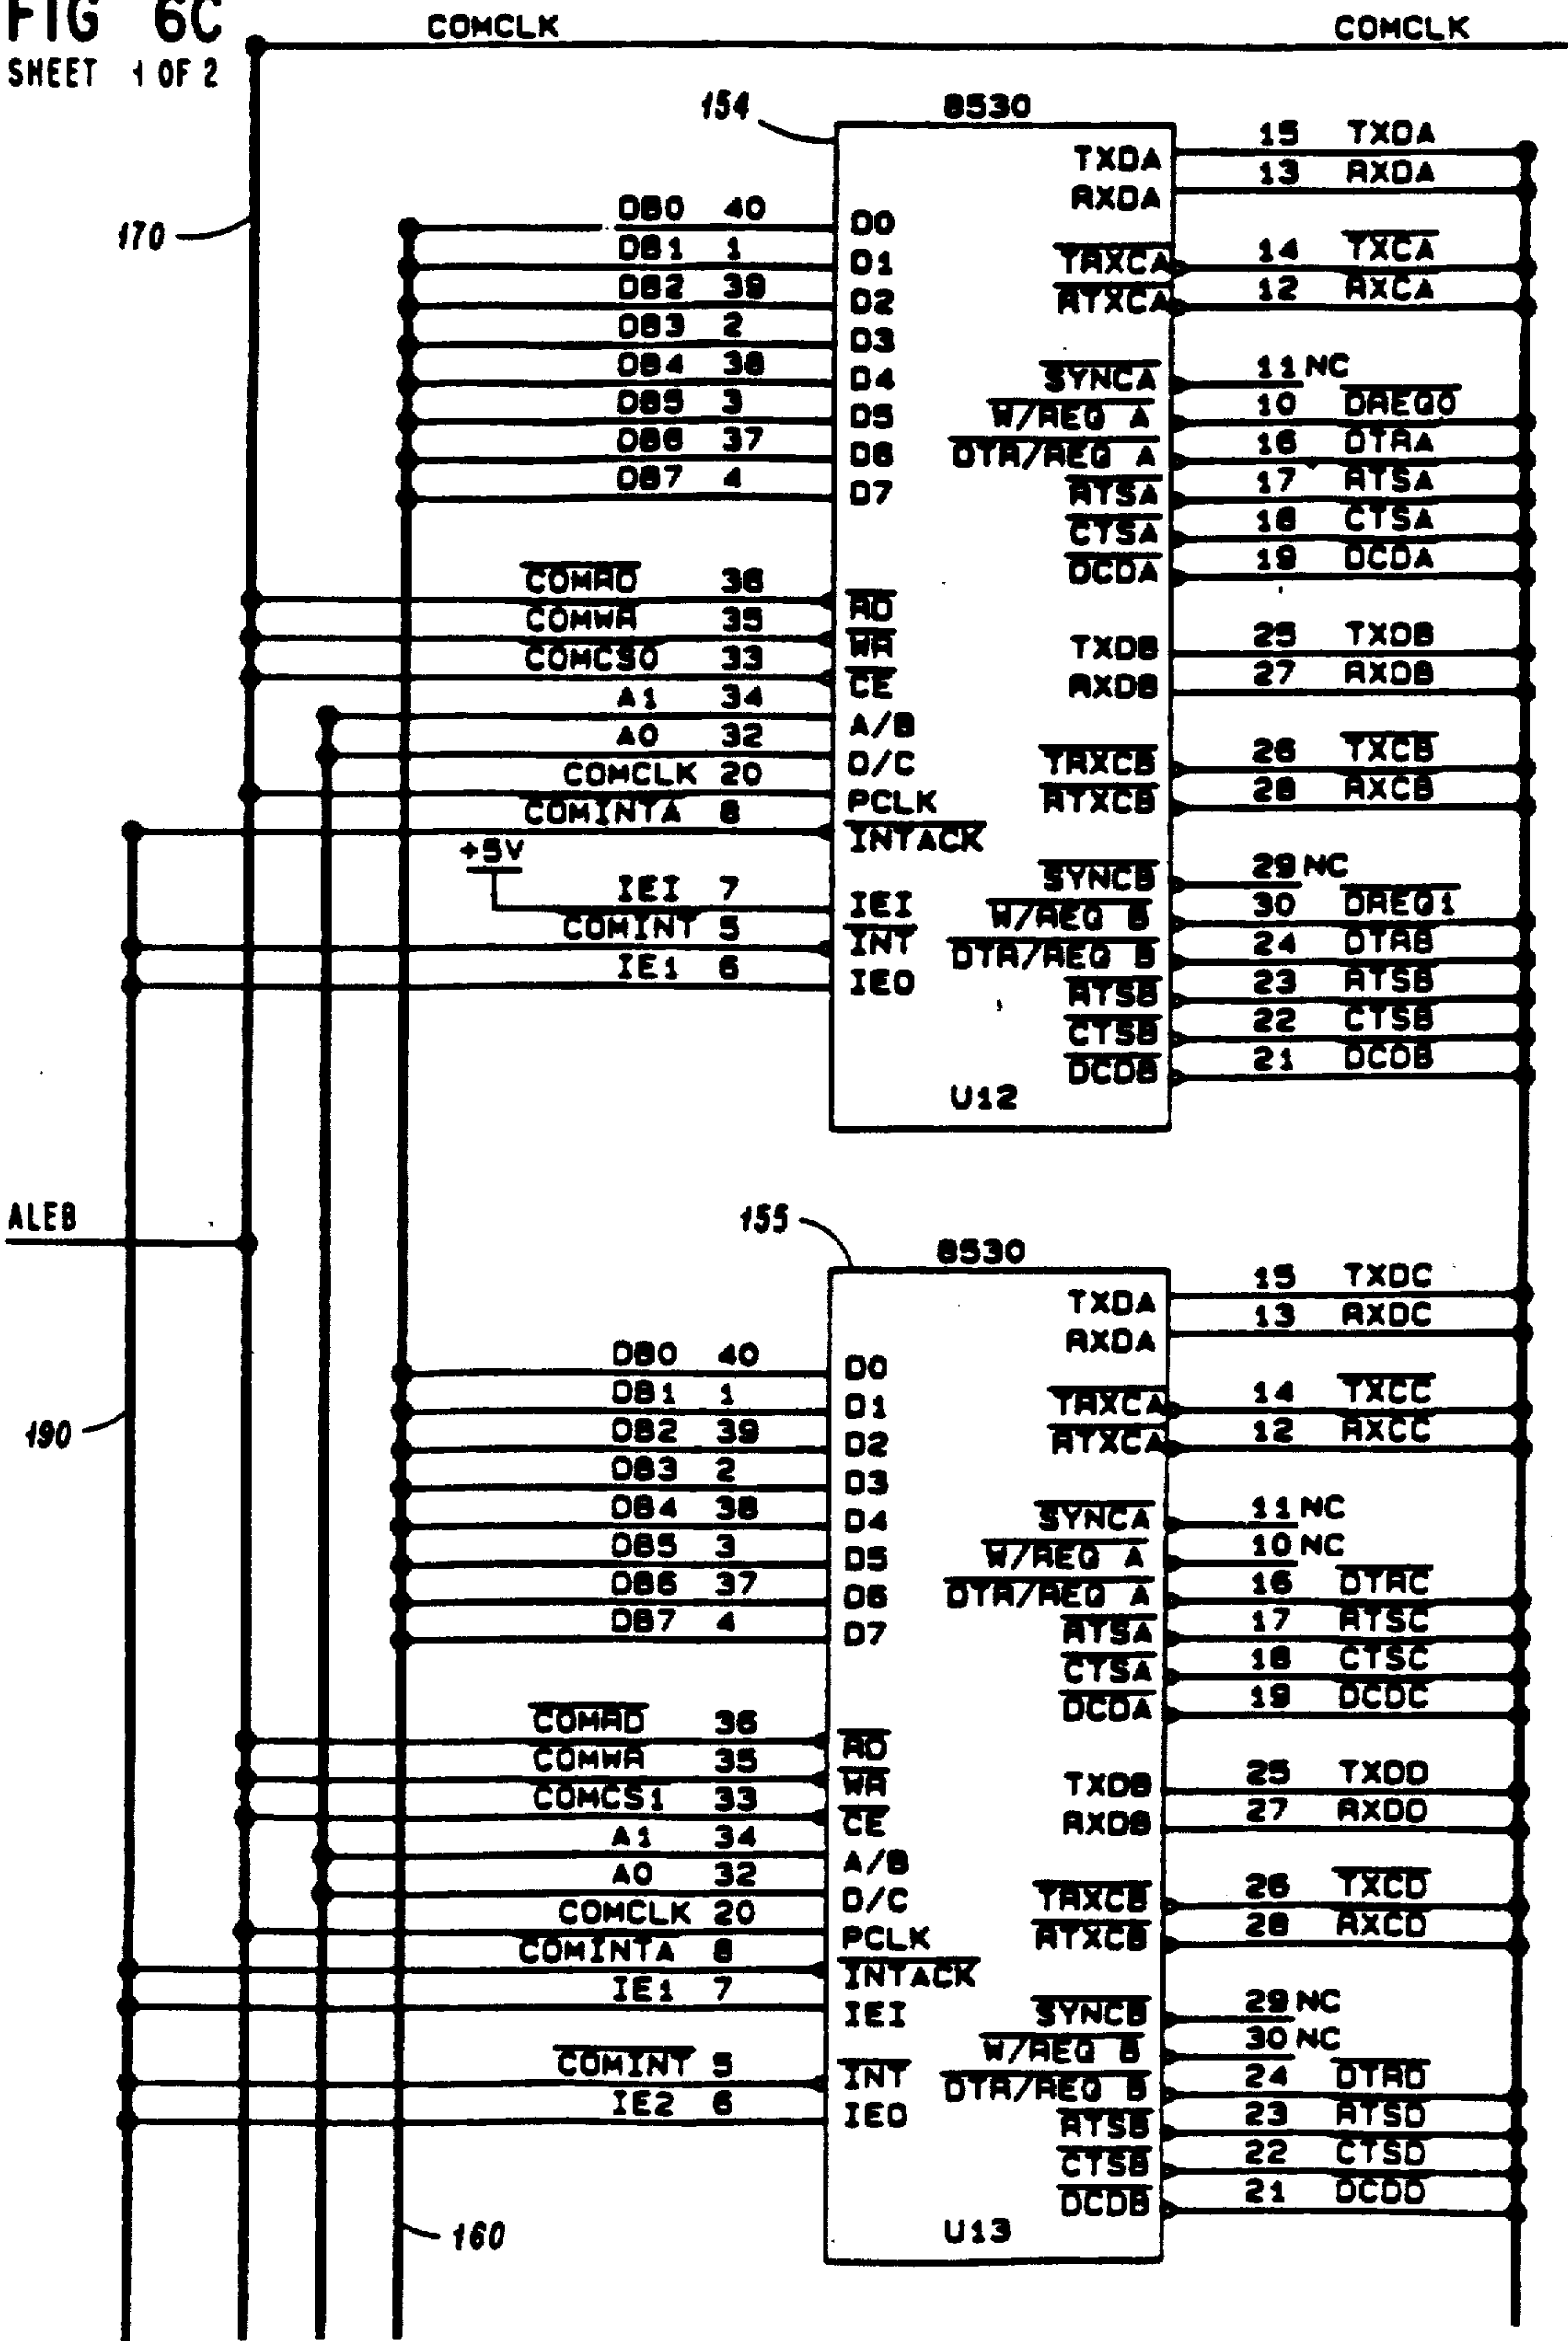 FIG 6C
SHEET 1 OF 2
COMCLK COMCLK
154 8530
170
DB0 40 D0
DB1 1 D1
DB2 39 D2
DB3 2 D3
DB4 38 D4
DB5 3 D5
DB6 37 D6
DB7 4 D7
COMRD 36 RD
COMWR 35 WR
COMCS0 33 CE
A1 34 A/B
A0 32 D/C
COMCLK 20 PCLK
COMINTA 8 INTACK
+5V
IEI 7 IEI
COMINT 5 INT
IE1 6 IEO
TXDA 15 TXDA
RXDA 13 RXDA
TRXCA 14 TXCA
RTXCA 12 RXCA
SYNCA 11 NC
W/REQ A 10 DREQ0
DTR/REQ A 16 DTRA
RTSA 17 RTSA
CTSA 18 CTSA
DCDA 19 DCDA
TXDB 25 TXDB
RXDB 27 RXDB
TRXCB 26 TXCB
RTXCB 28 RXCB
SYNCB 29 NC
W/REQ B 30 DREQ1
DTR/REQ B 24 DTRB
RTSB 23 RTSB
CTSB 22 CTSB
DCDB 21 DCDB
U12
ALEB
155 8530
190
DB0 40 D0
DB1 1 D1
DB2 39 D2
DB3 2 D3
DB4 38 D4
DB5 3 D5
DB6 37 D6
DB7 4 D7
COMRD 36 RD
COMWR 35 WR
COMCS1 33 CE
A1 34 A/B
A0 32 D/C
COMCLK 20 PCLK
COMINTA 8 INTACK
IE1 7 IEI
COMINT 5 INT
IE2 6 IEO
TXDA 15 TXDC
RXDA 13 RXDC
TRXCA 14 TXCC
RTXCA 12 RXCC
SYNCA 11 NC
W/REQ A 10 NC
DTR/REQ A 16 DTRC
RTSA 17 RTSC
CTSA 18 CTSC
DCDA 19 DCDC
TXDB 25 TXDD
RXDB 27 RXDD
TRXCB 26 TXCD
RTXCB 28 RXCD
SYNCB 29 NC
W/REQ B 30 NC
DTR/REQ B 24 DTRD
RTSB 23 RTSD
CTSB 22 CTSD
DCDB 21 DCDD
U13
160